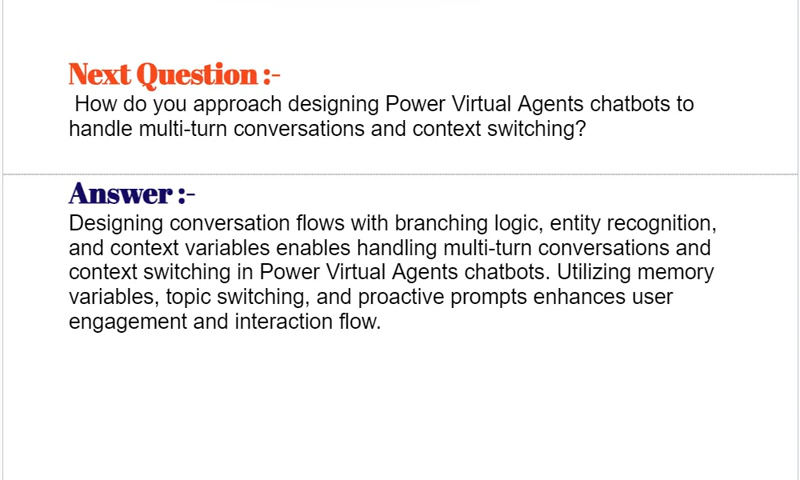 Next Question :-
How do you approach designing Power Virtual Agents chatbots to
handle multi-turn conversations and context switching?
Answer :-
Designing conversation flows with branching logic, entity recognition,
and context variables enables handling multi-turn conversations and
context switching in Power Virtual Agents chatbots. Utilizing memory
variables, topic switching, and proactive prompts enhances user
engagement and interaction flow.